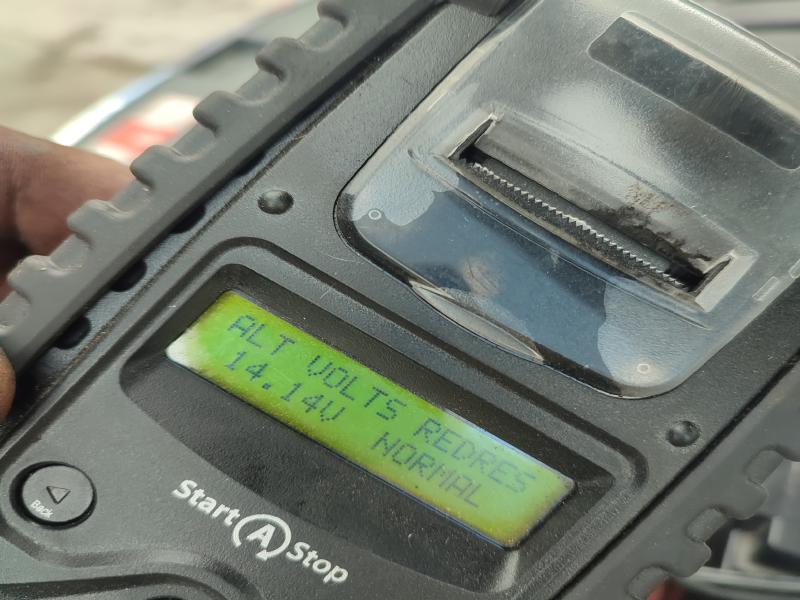 ALT VOLTS REDRES
14.14V NORMAL
Back
Start A Stop